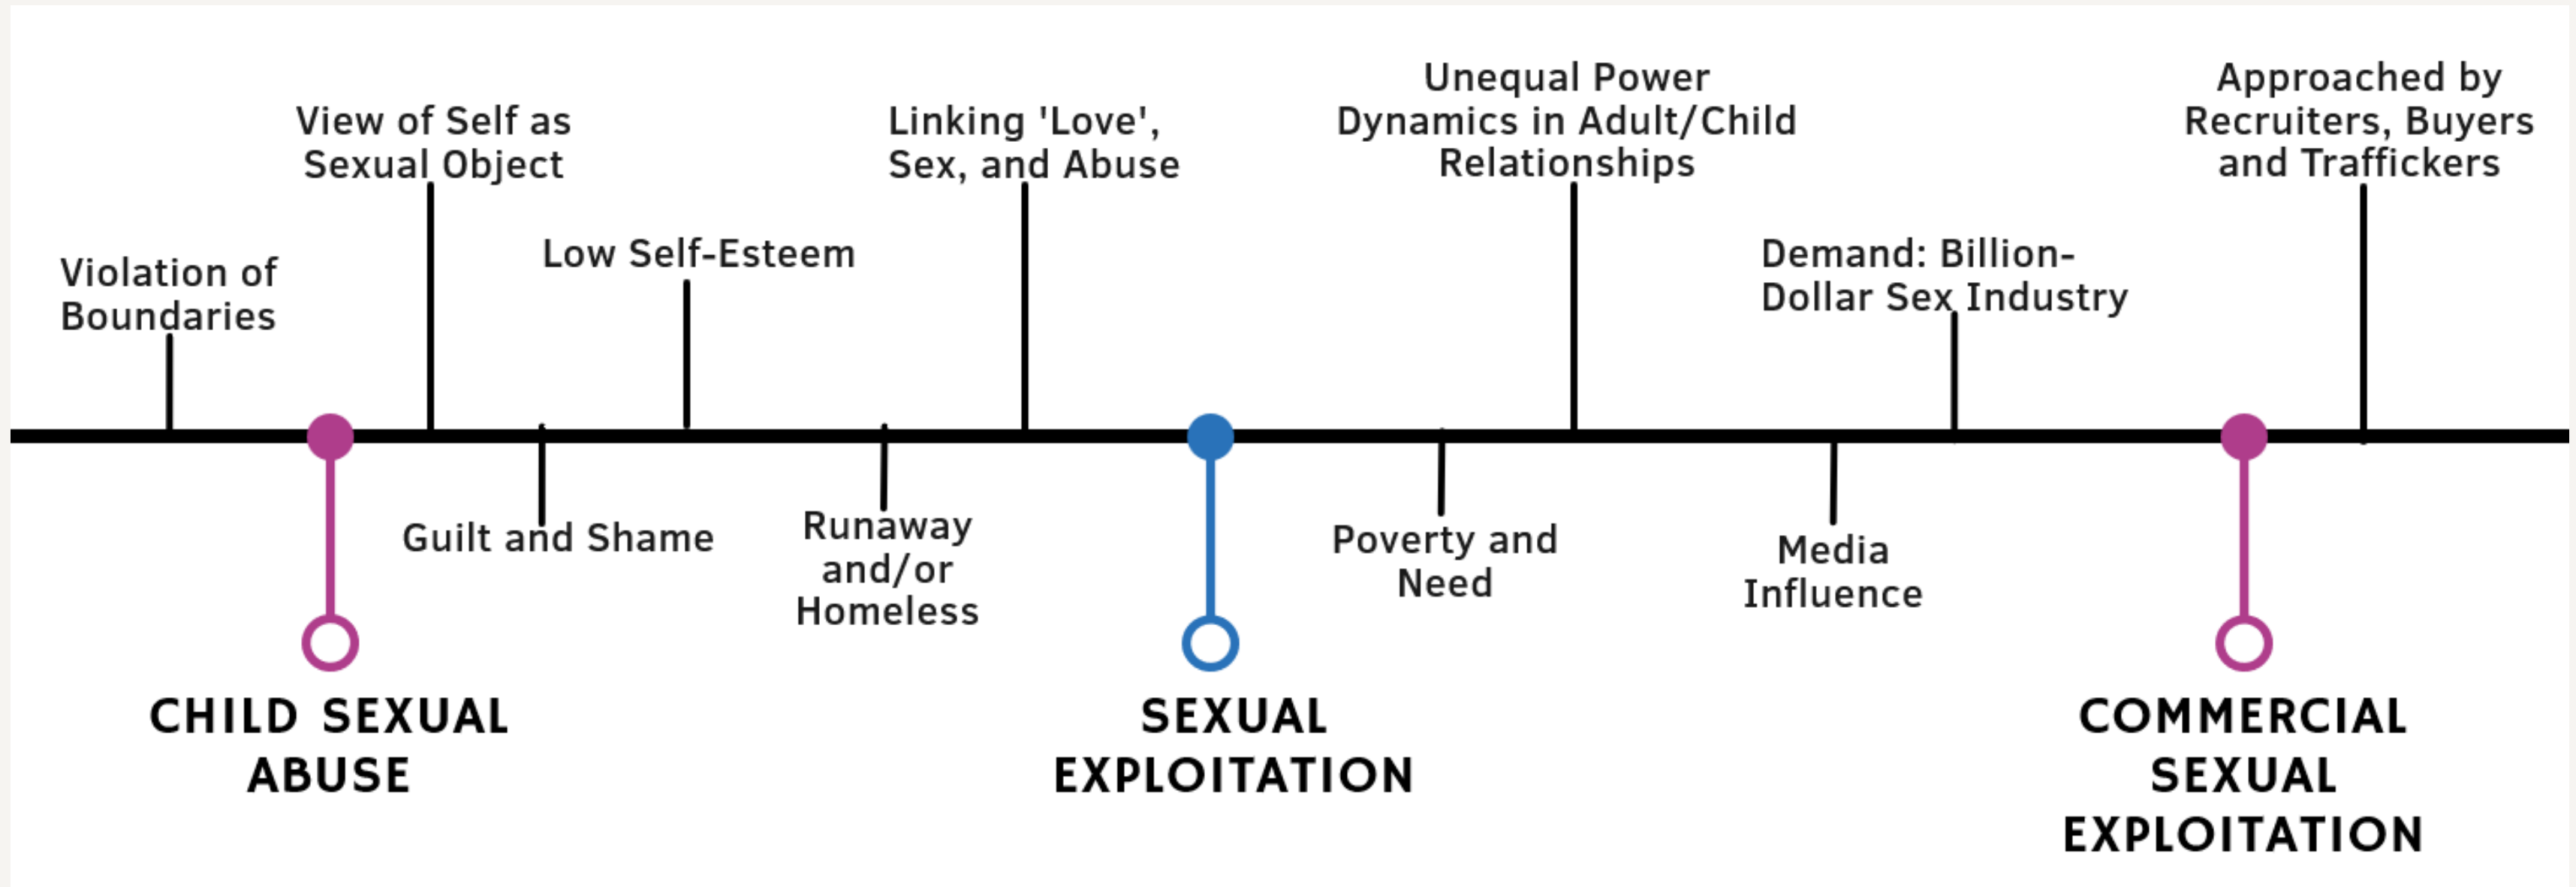 Violation of
Boundaries
View of Self as
Sexual Object
Guilt and Shame
Low Self-Esteem
Runaway
and/or
Homeless
Linking 'Love',
Sex, and Abuse
Poverty and
Need
Unequal Power
Dynamics in Adult/Child
Relationships
Media
Influence
Demand: Billion-
Dollar Sex Industry
Approached by
Recruiters, Buyers
and Traffickers
CHILD SEXUAL
ABUSE
SEXUAL
EXPLOITATION
COMMERCIAL
SEXUAL
EXPLOITATION